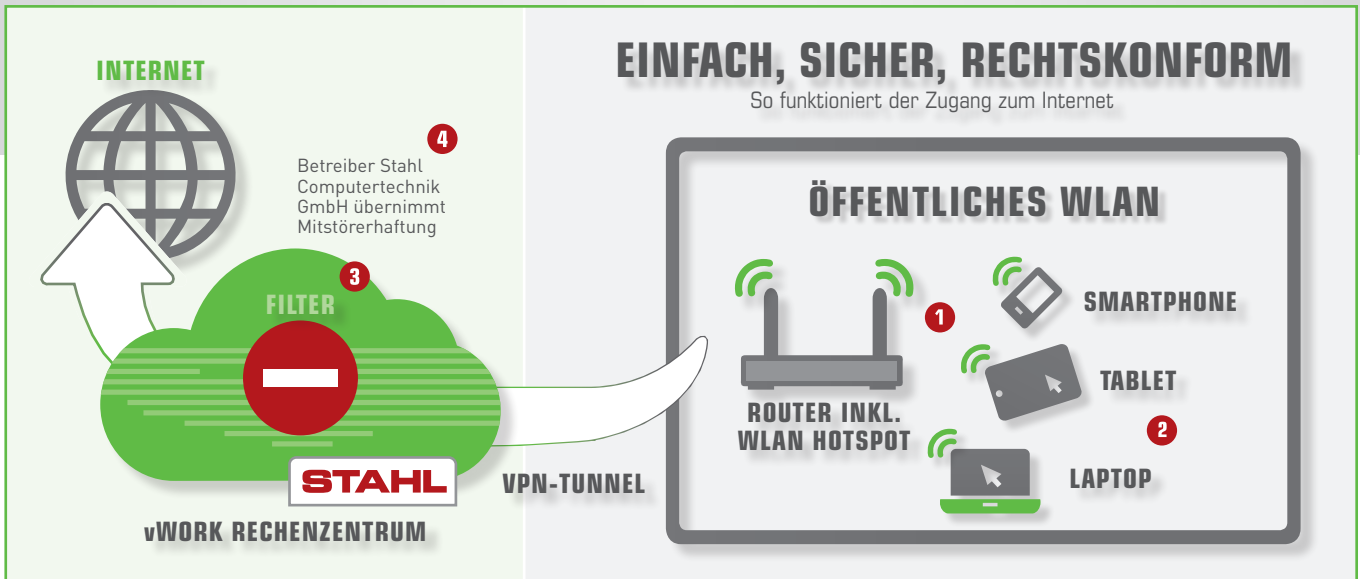 EINFACH, SICHER, RECHTSKONFORM
So funktioniert der Zugang zum Internet
INTERNET
4
Betreiber Stahl
Computertechnik
GmbH übernimmt
Mitstörerhaftung
3
FILTER
STAHL
vWORK RECHENZENTRUM
VPN-TUNNEL
ÖFFENTLICHES WLAN
1
ROUTER INKL.
WLAN HOTSPOT
SMARTPHONE
TABLET
2
LAPTOP